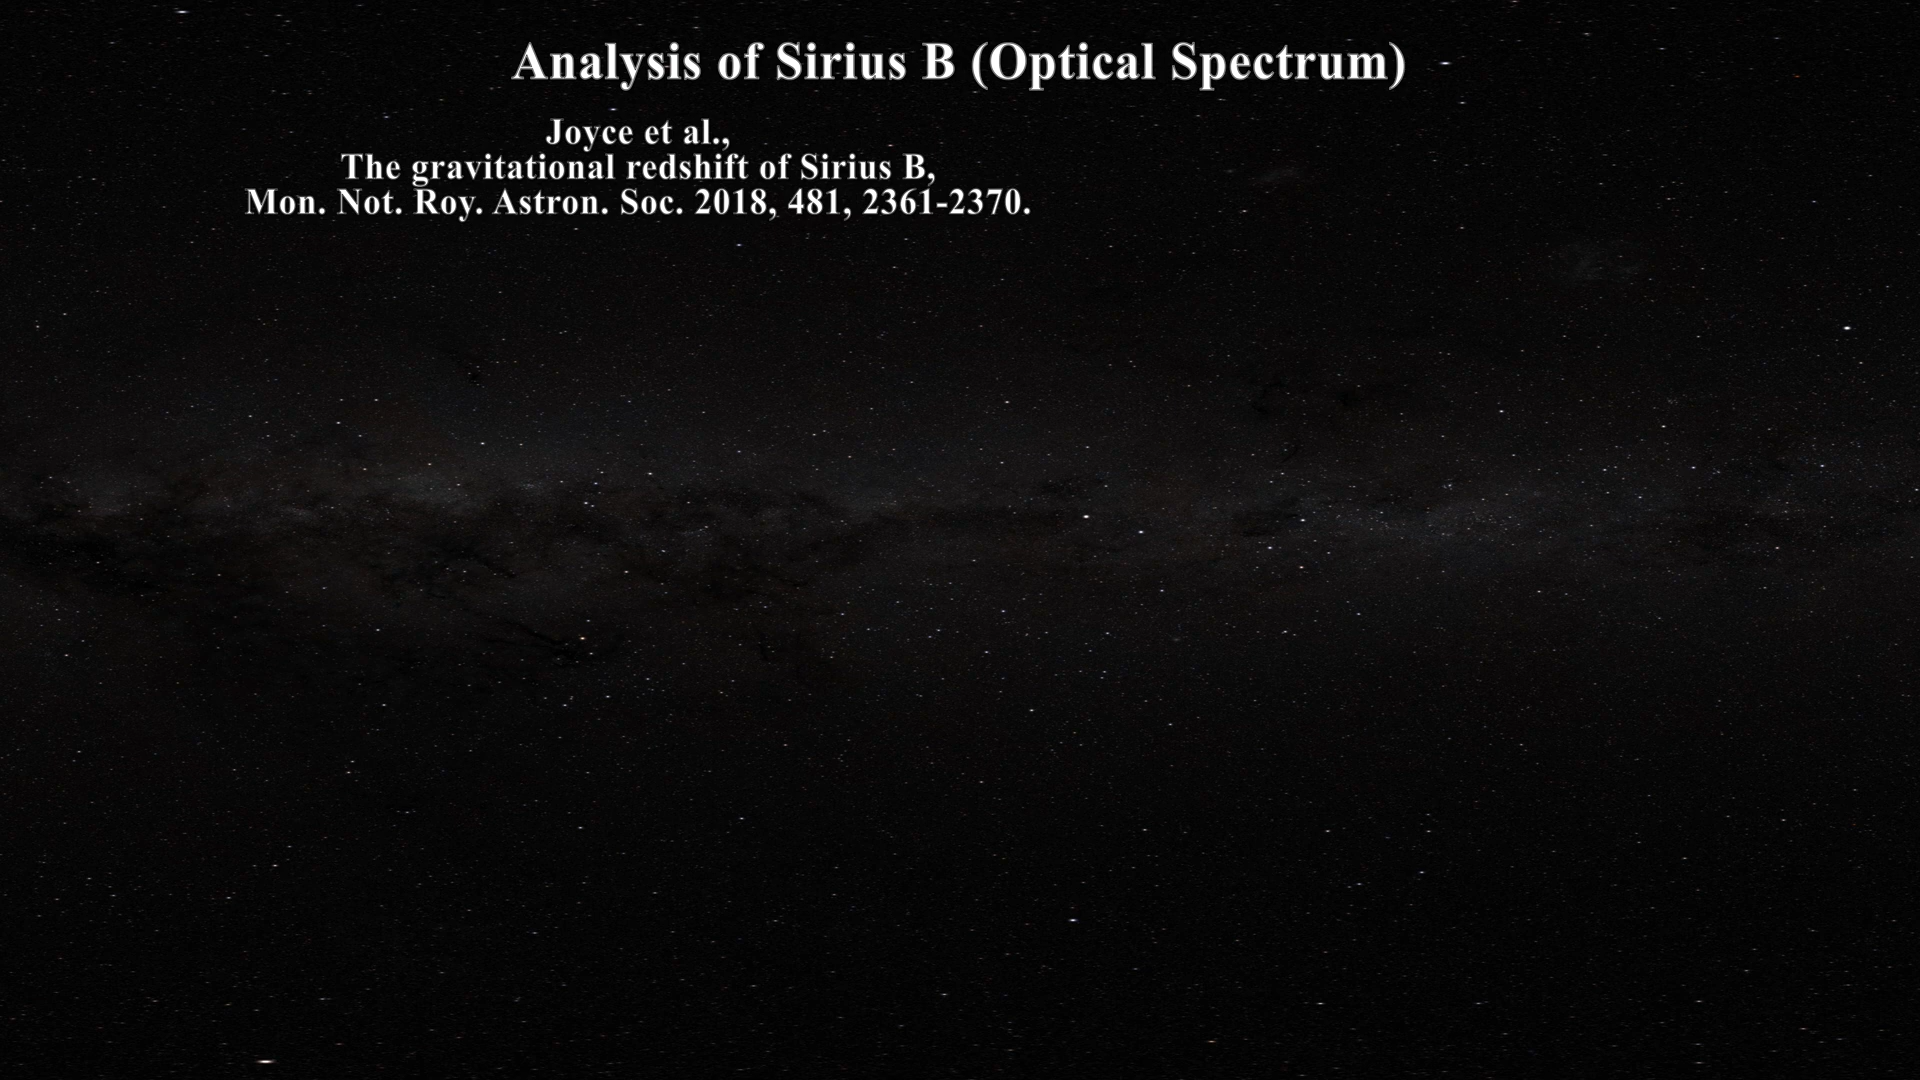 Analysis of Sirius B (Optical Spectrum)
Joyce et al.,
The gravitational redshift of Sirius B,
Mon. Not. Roy. Astron. Soc. 2018, 481, 2361-2370.